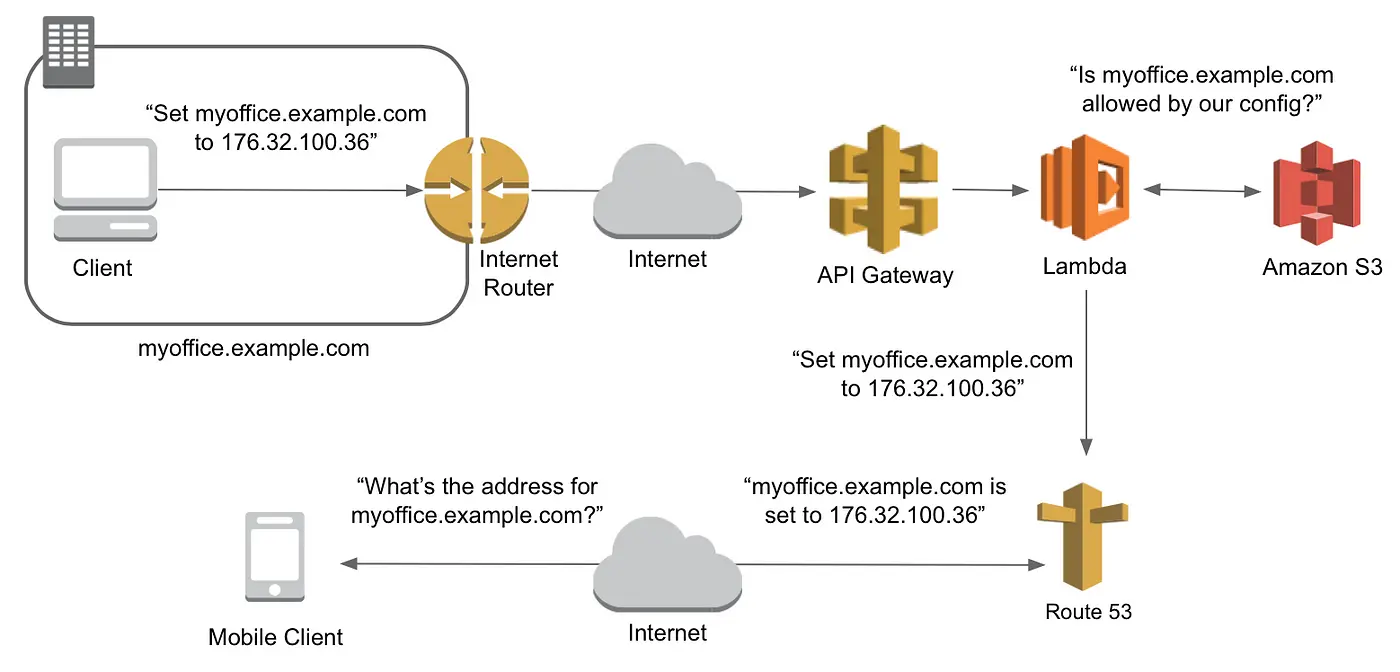 “Is myoffice.example.com
allowed by our config?”
“Set myoffice.example.com
to 176.32.100.36”
Client
Internet
Router
Internet
API Gateway
Lambda
Amazon S3
myoffice.example.com
“Set myoffice.example.com
to 176.32.100.36”
“What’s the address for
myoffice.example.com?”
“myoffice.example.com is
set to 176.32.100.36”
Mobile Client
Internet
Route 53